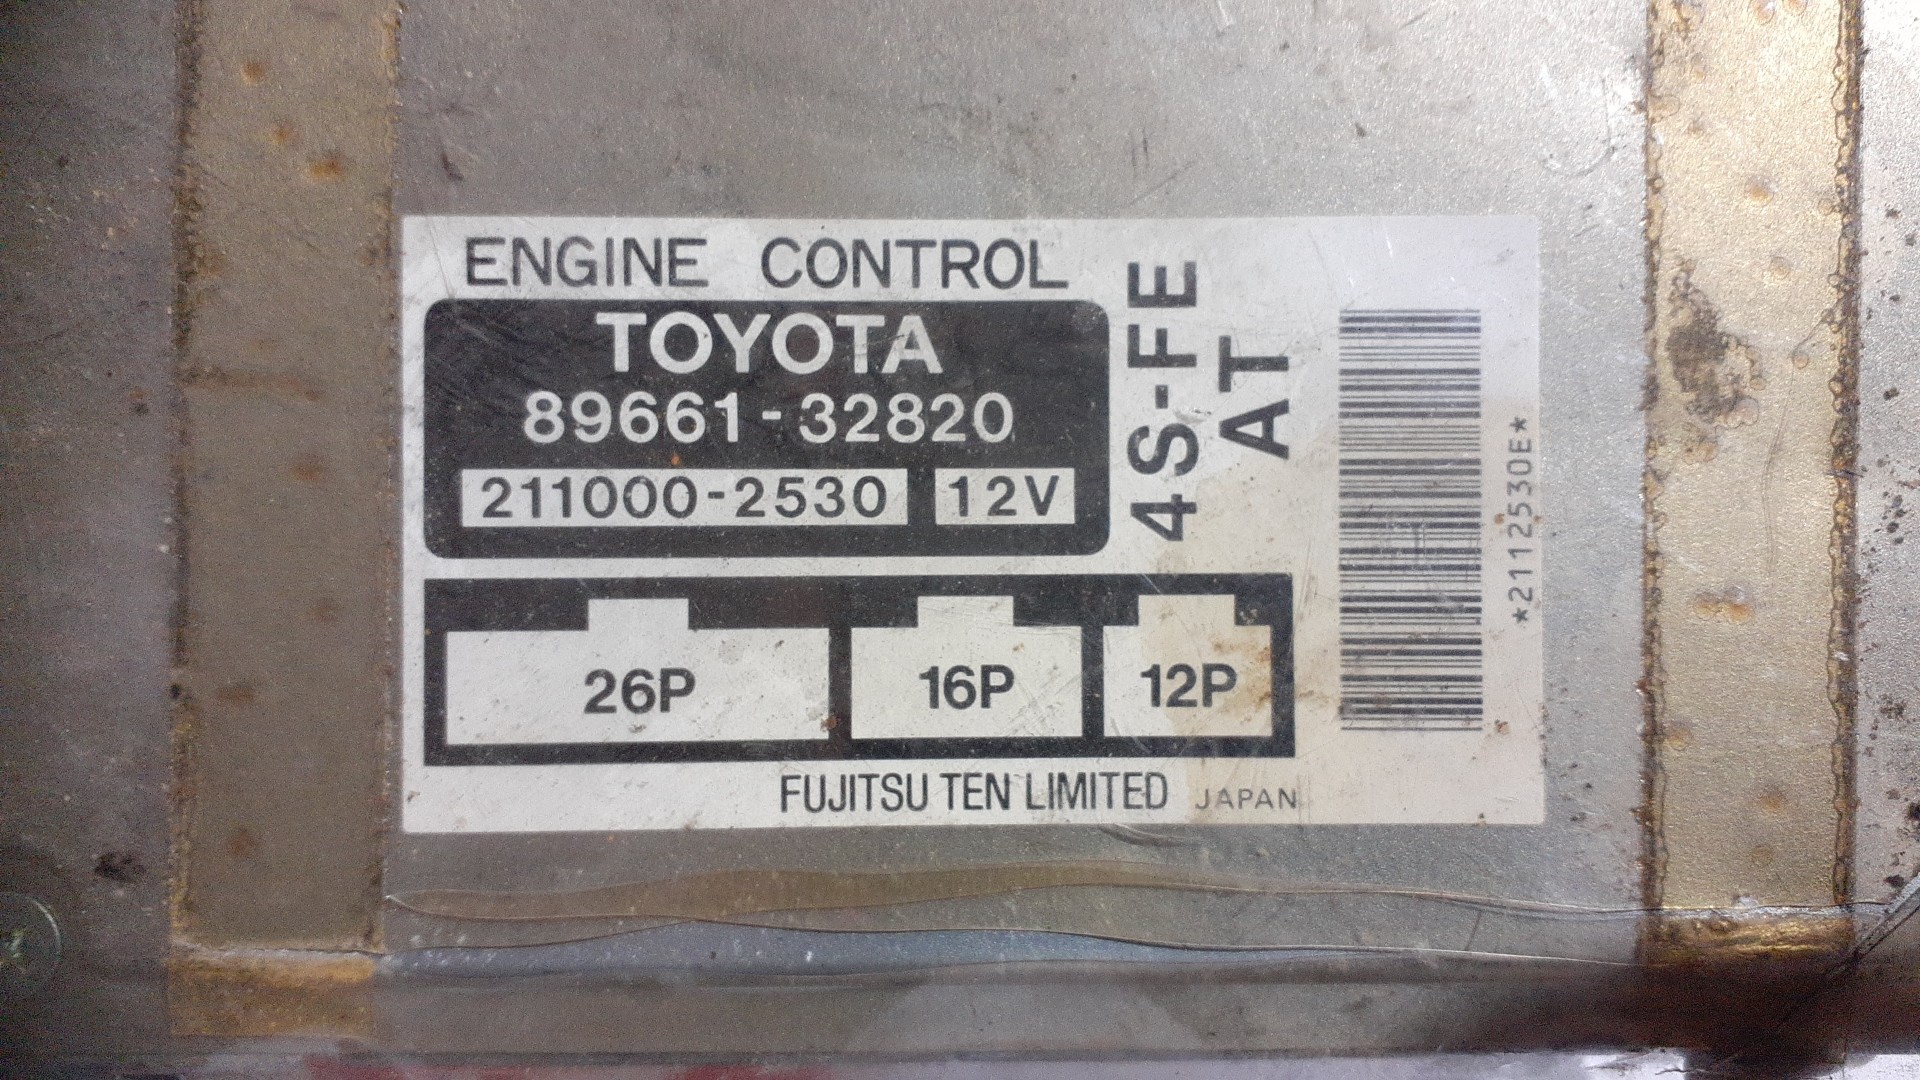 ENGINE CONTROL
TOYOTA
89661-32820
211000-2530 12V
4S-FE
AT
26P 16P 12P
*2112530E*
FUJITSU TEN LIMITED JAPAN